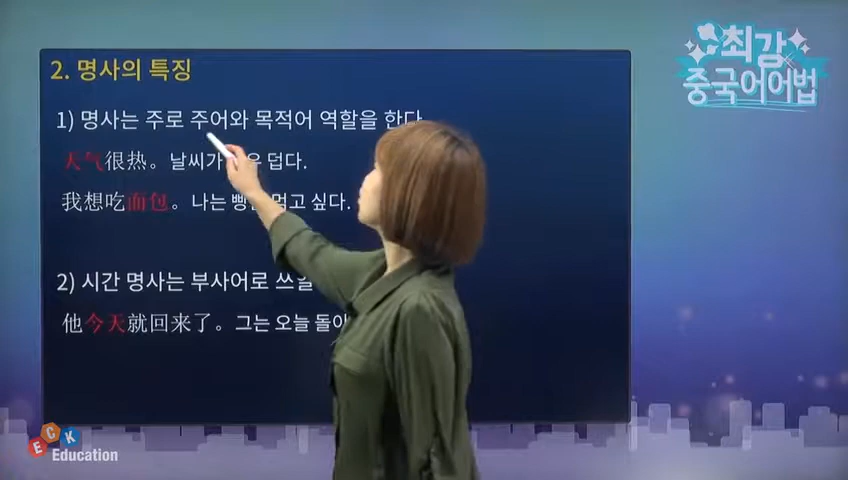 최강
중국어어법
2. 명사의 특징
1) 명사는 주로 주어와 목적어 역할을 한다
天气很热。 날씨가 덥다.
我想吃面包。 나는 먹고 싶다.
2) 시간 명사는 부사어로 쓰일
他今天就回来了。 그는 오늘
ECK
Education